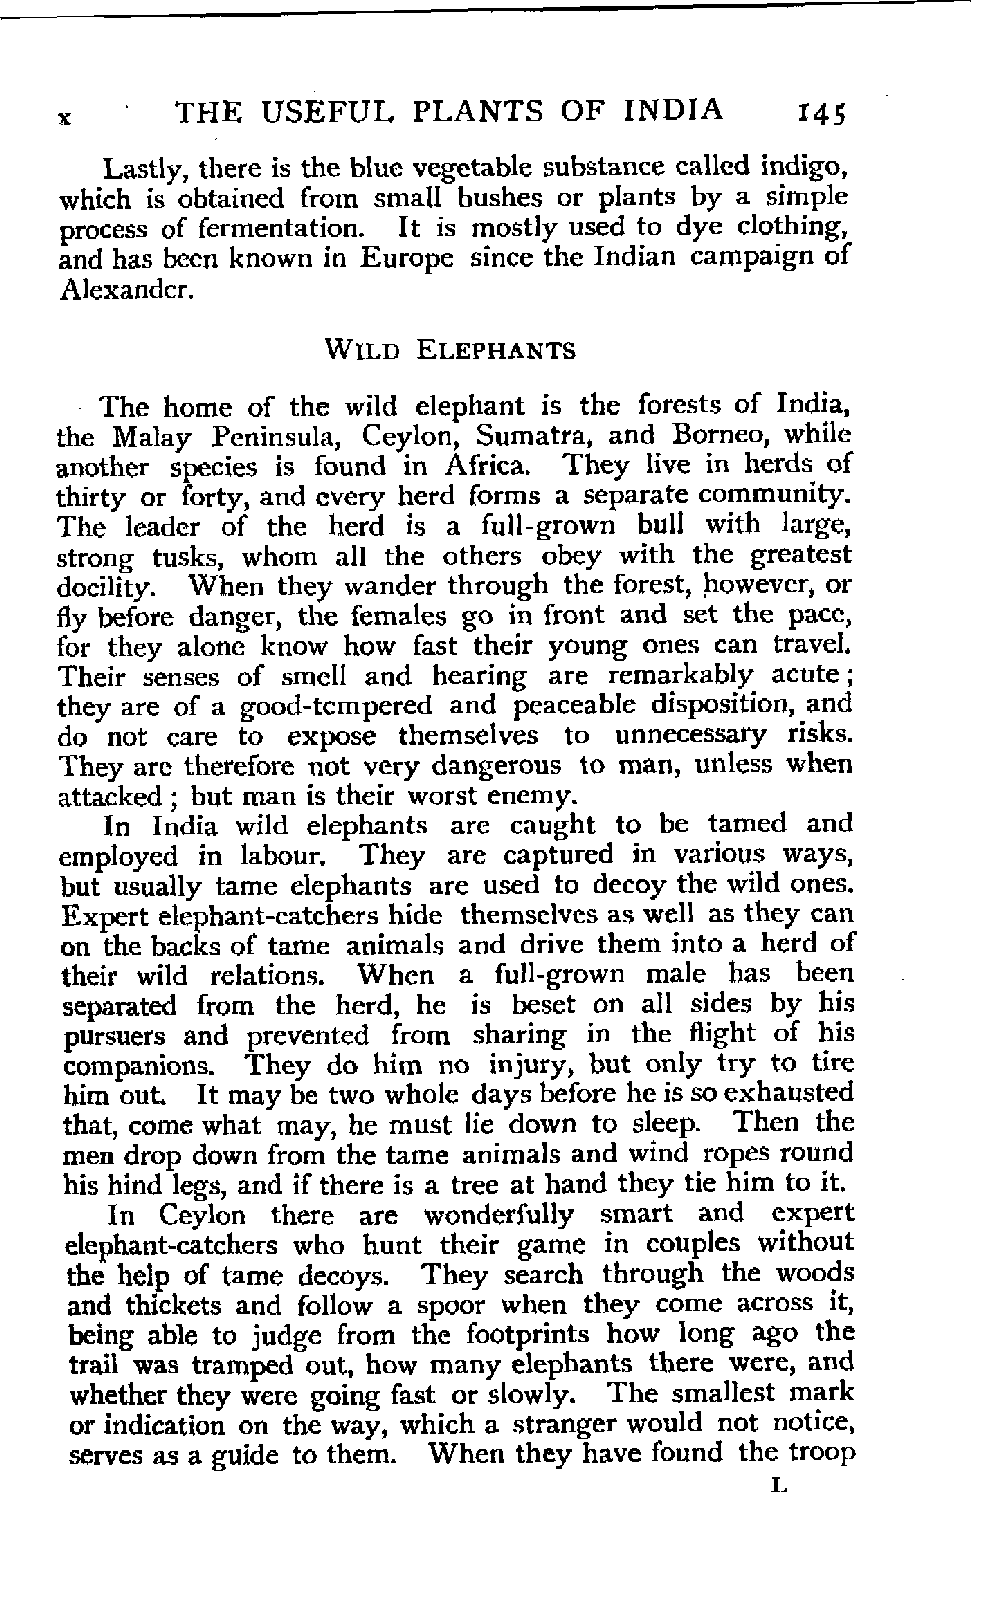 x THE USEFUL PLANTS OF INDIA 145
Lastly, there is the blue vegetable substance called indigo,
which is obtained from small bushes or plants by a simple
process of fermentation. It is mostly used to dye clothing,
and has been known in Europe since the Indian campaign of
Alexander.
WILD ELEPHANTS
The home of the wild elephant is the forests of India,
the Malay Peninsula, Ceylon, Sumatra, and Borneo, while
another species is found in Africa. They live in herds of
thirty or forty, and every herd forms a separate community.
The leader of the herd is a full-grown bull with large,
strong tusks, whom all the others obey with the greatest
docility. When they wander through the forest, however, or
fly before danger, the females go in front and set the pace,
for they alone know how fast their young ones can travel.
Their senses of smell and hearing are remarkably acute;
they are of a good-tempered and peaceable disposition, and
do not care to expose themselves to unnecessary risks.
They are therefore not very dangerous to man, unless when
attacked; but man is their worst enemy.
In India wild elephants are caught to be tamed and
employed in labour. They are captured in various ways,
but usually tame elephants are used to decoy the wild ones.
Expert elephant-catchers hide themselves as well as they can
on the backs of tame animals and drive them into a herd of
their wild relations. When a full-grown male has been
separated from the herd, he is beset on all sides by his
pursuers and prevented from sharing in the flight of his
companions. They do him no injury, but only try to tire
him out. It may be two whole days before he is so exhausted
that, come what may, he must lie down to sleep. Then the
men drop down from the tame animals and wind ropes round
his hind legs, and if there is a tree at hand they tie him to it.
In Ceylon there are wonderfully smart and expert
elephant-catchers who hunt their game in couples without
the help of tame decoys. They search through the woods
and thickets and follow a spoor when they come across it,
being able to judge from the footprints how long ago the
trail was tramped out, how many elephants there were, and
whether they were going fast or slowly. The smallest mark
or indication on the way, which a stranger would not notice,
serves as a guide to them. When they have found the troop
L